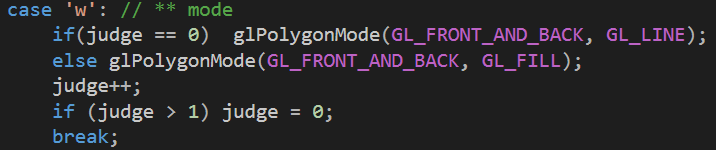 case 'w': // ** mode
if(judge == 0)  glPolygonMode(GL_FRONT_AND_BACK, GL_LINE);
else glPolygonMode(GL_FRONT_AND_BACK, GL_FILL);
judge++;
if (judge > 1) judge = 0;
break;